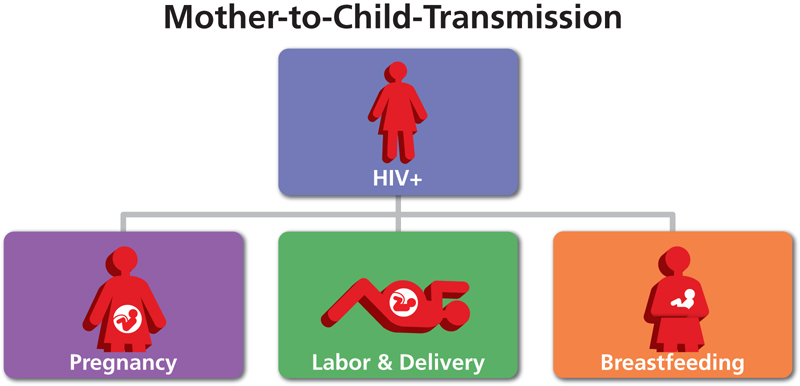 Mother-to-Child-Transmission
HIV+
Pregnancy
Labor & Delivery
Breastfeeding